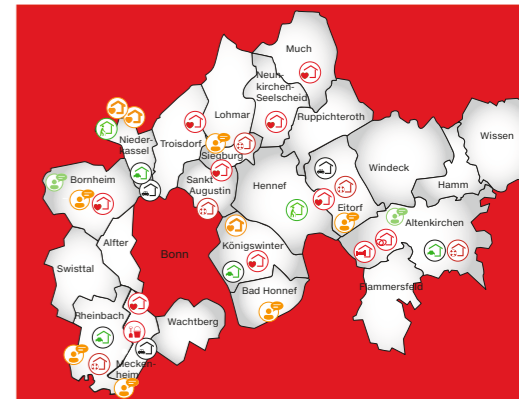 Much
Neun-
kirchen-
Seelscheid
Lohmar
Ruppichteroth
Wissen
Nieder-
kassel
Troisdorf
Siegburg
Windeck
Hamm
Bornheim
Sankt
Augustin
Hennef
Eitorf
Altenkirchen
Alfter
Bonn
Königswinter
Swisttal
Bad Honnef
Flammersfeld
Rheinbach
Wachtberg
Mecken-
heim